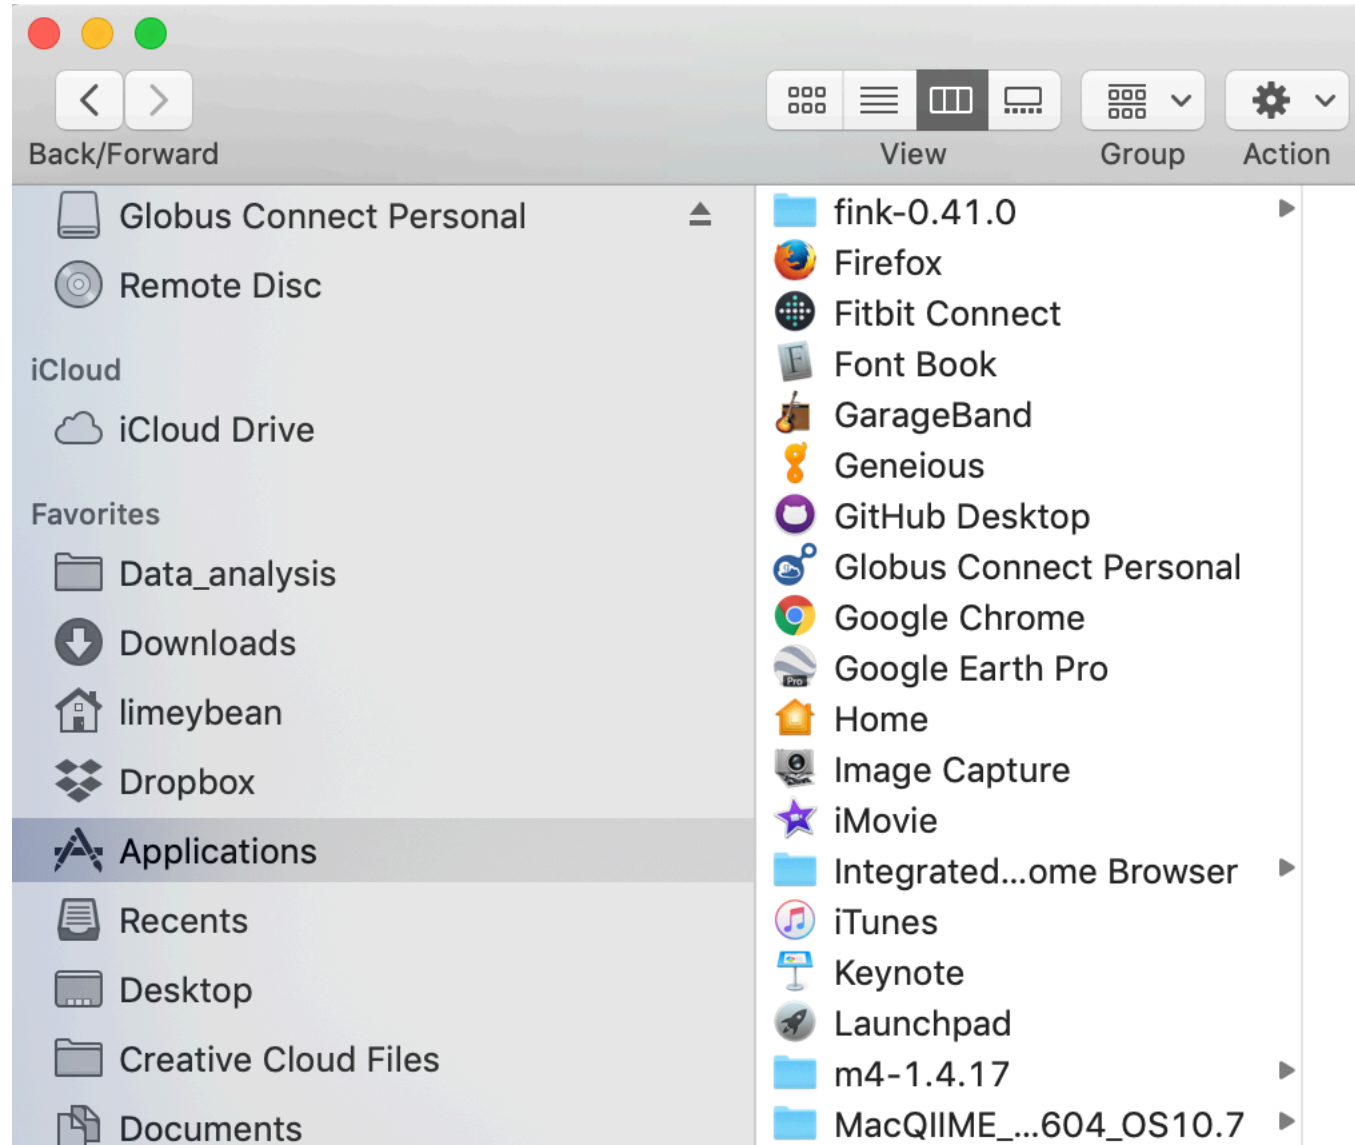 Back/Forward
View
Group
Action
Globus Connect Personal
Remote Disc
iCloud
iCloud Drive
Favorites
Data_analysis
Downloads
limeybean
Dropbox
Applications
Recents
Desktop
Creative Cloud Files
Documents
fink-0.41.0
Firefox
Fitbit Connect
Font Book
GarageBand
Geneious
GitHub Desktop
Globus Connect Personal
Google Chrome
Pro
Google Earth Pro
Home
Image Capture
iMovie
Integrated...ome Browser
iTunes
Keynote
Launchpad
m4-1.4.17
MacQIIME_...604_OS10.7